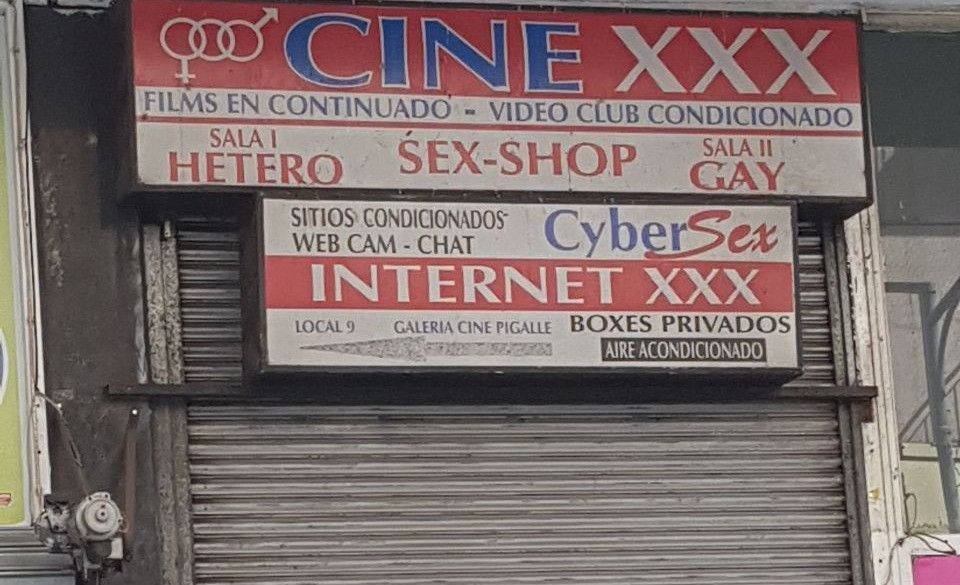 CINE XXX
FILMS EN CONTINUADO - VIDEO CLUB CONDICIONADO
SALA I
HETERO
SEX-SHOP
SALA II
GAY
SITIOS CONDICIONADOS
WEB CAM - CHAT
CyberSex
INTERNET XXX
LOCAL 9 GALERIA CINE PIGALLE
BOXES PRIVADOS
AIRE ACONDICIONADO